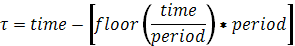 τ = time − [floor (time/period) * period]